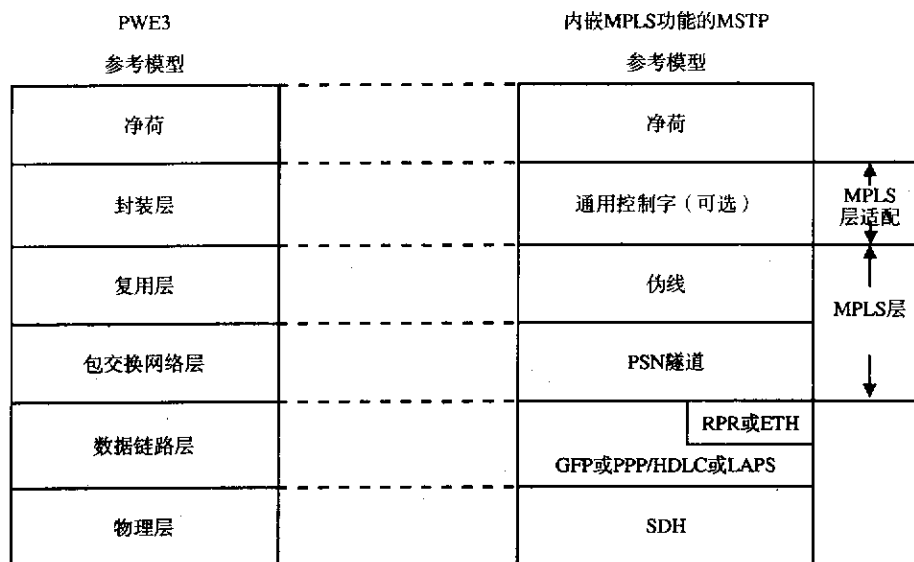 PWE3
参考模型
内嵌MPLS功能的MSTP
参考模型
净荷
净荷
封装层
通用控制字（可选）
MPLS
层适配
复用层
伪线
MPLS层
包交换网络层
PSN隧道
RPR或ETH
数据链路层
GFP或PPP/HDLC或LAPS
物理层
SDH